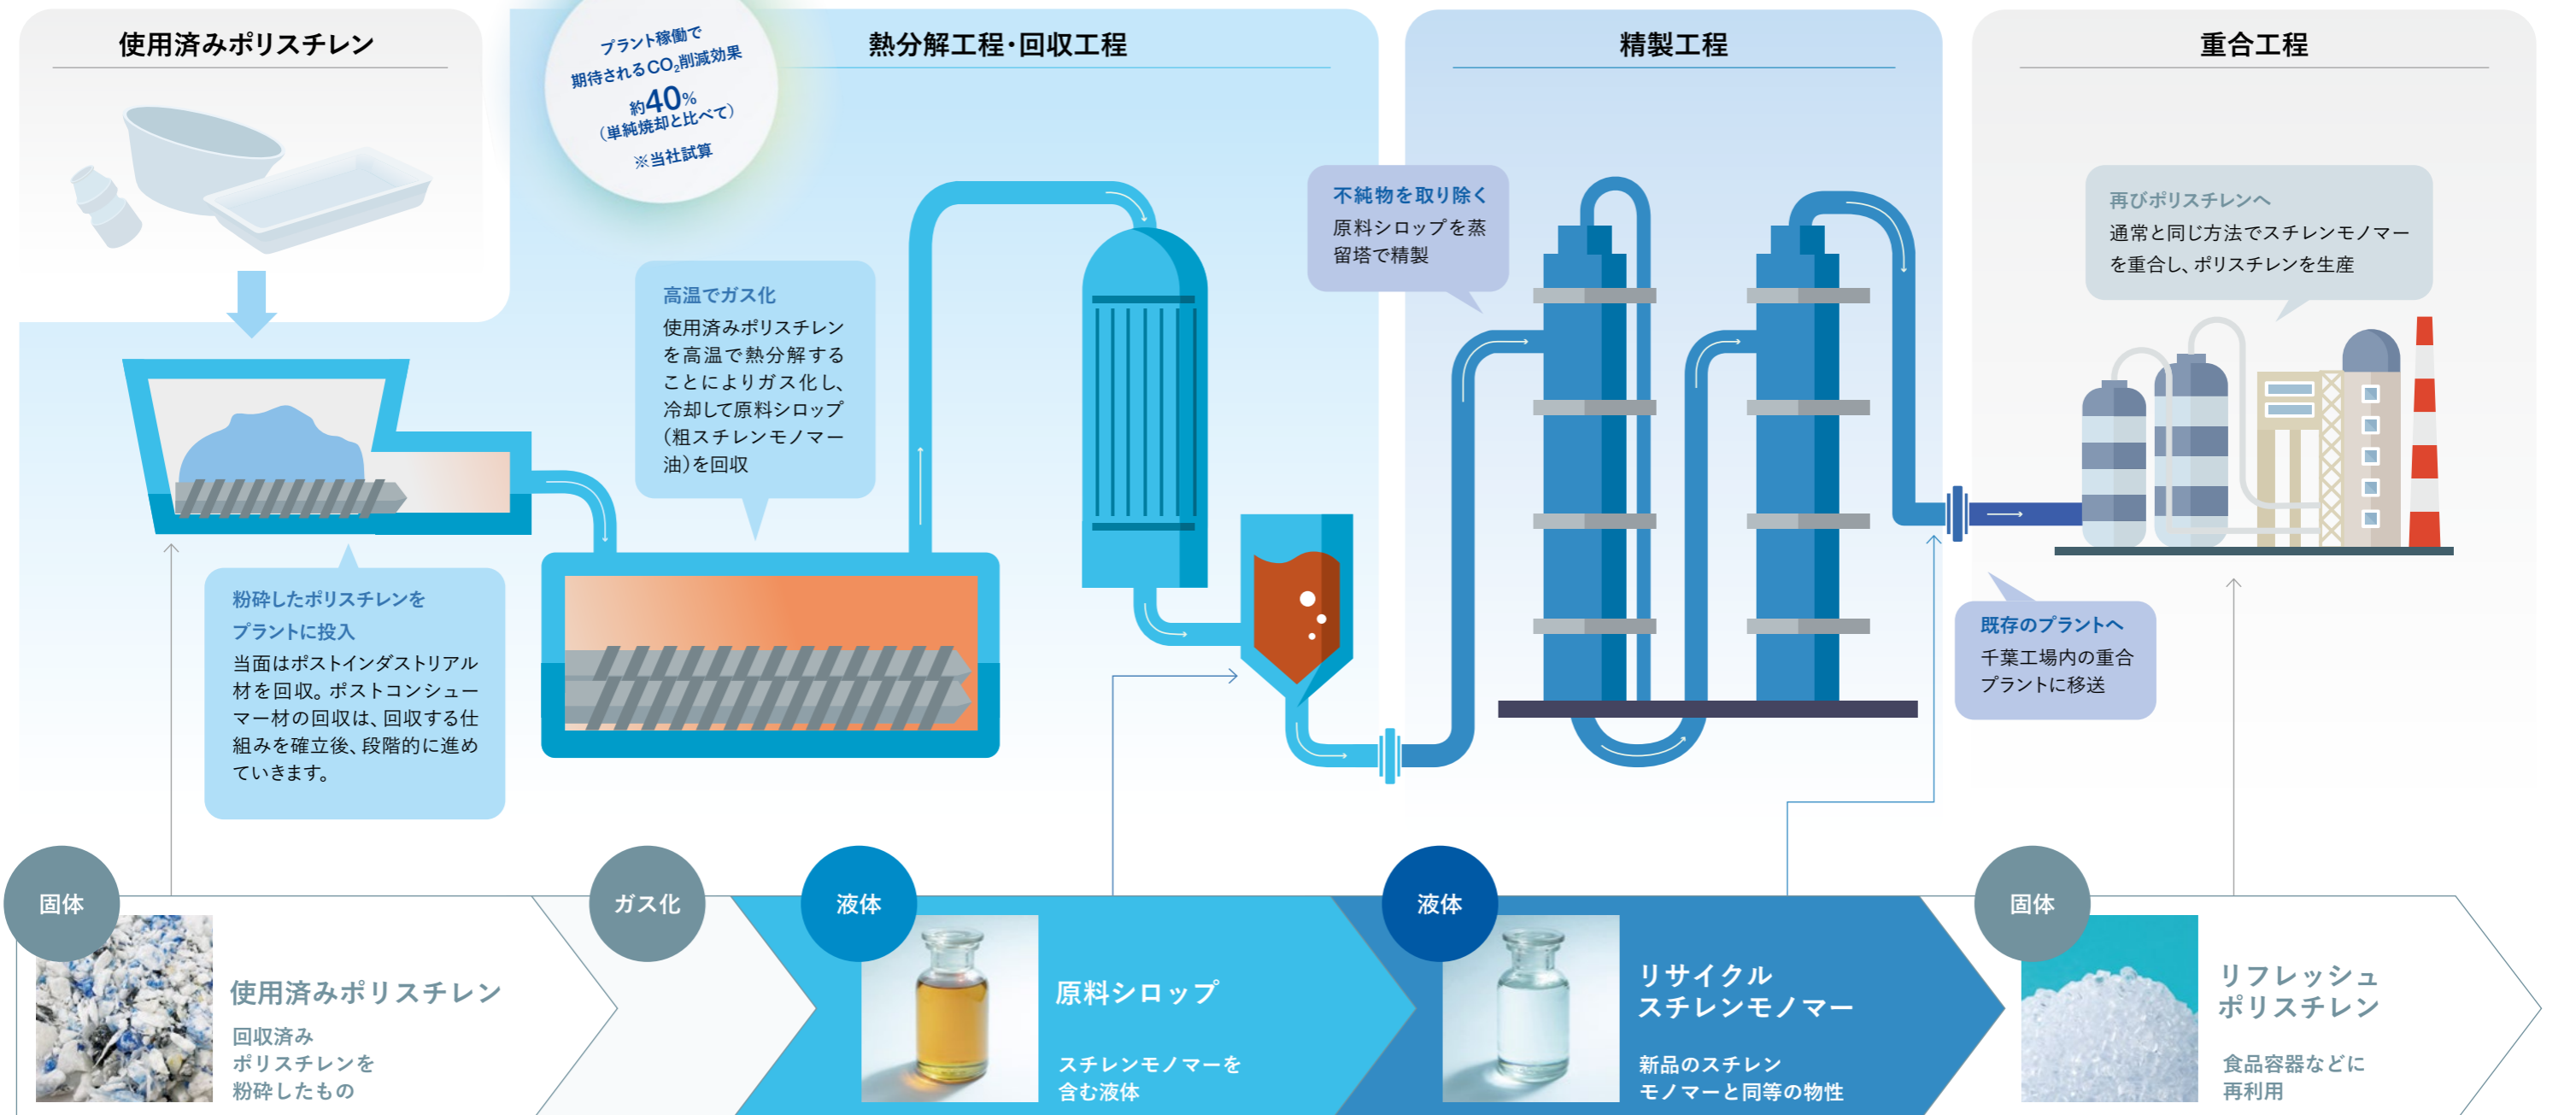 使用済みポリスチレン
プラント稼働で
期待されるCO₂削減効果
約40%
(単純焼却と比べて)
※当社試算
熱分解工程・回収工程
精製工程
重合工程
粉砕したポリスチレンを
プラントに投入
当面はポストインダストリアル
材を回収。ポストコンシュー
マー材の回収は、回収する仕
組みを確立後、段階的に進め
ていきます。
高温でガス化
使用済みポリスチレン
を高温で熱分解する
ことによりガス化し、
冷却して原料シロップ
(粗スチレンモノマー
油)を回収
不純物を取り除く
原料シロップを蒸
留塔で精製
既存のプラントへ
千葉工場内の重合
プラントに移送
再びポリスチレンへ
通常と同じ方法でスチレンモノマー
を重合し、ポリスチレンを生産
固体
使用済みポリスチレン
回収済み
ポリスチレンを
粉砕したもの
ガス化
液体
原料シロップ
スチレンモノマーを
含む液体
液体
リサイクル
スチレンモノマー
新品のスチレン
モノマーと同等の物性
固体
リフレッシュ
ポリスチレン
食品容器などに
再利用